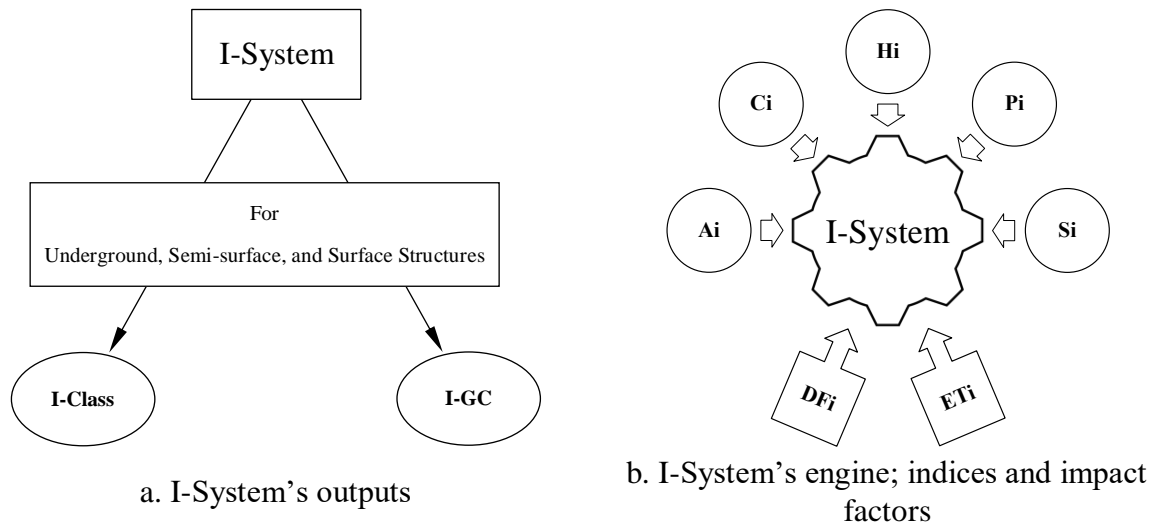 I-System
For
Underground, Semi-surface, and Surface Structures
I-Class
I-GC
a. I-System’s outputs
Hi
Ci
Pi
Ai
I-System
Si
DFi
ETi
b. I-System’s engine; indices and impact
factors